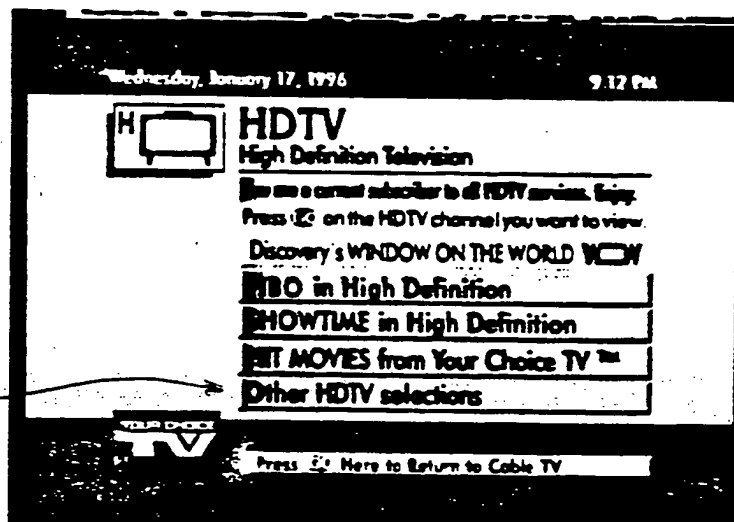 Wednesday, January 17, 1996 9:12 PM
H
HDTV
High Definition Television
You are a current subscriber to all HDTV services. Enjoy.
Press OK on the HDTV channel you want to view.
Discovery's WINDOW ON THE WORLD WOW
HBO in High Definition
SHOWTIME in High Definition
HIT MOVIES from Your Choice TV ™
Other HDTV selections
YOUR CHOICE
TV
Press Here to Return to Cable TV